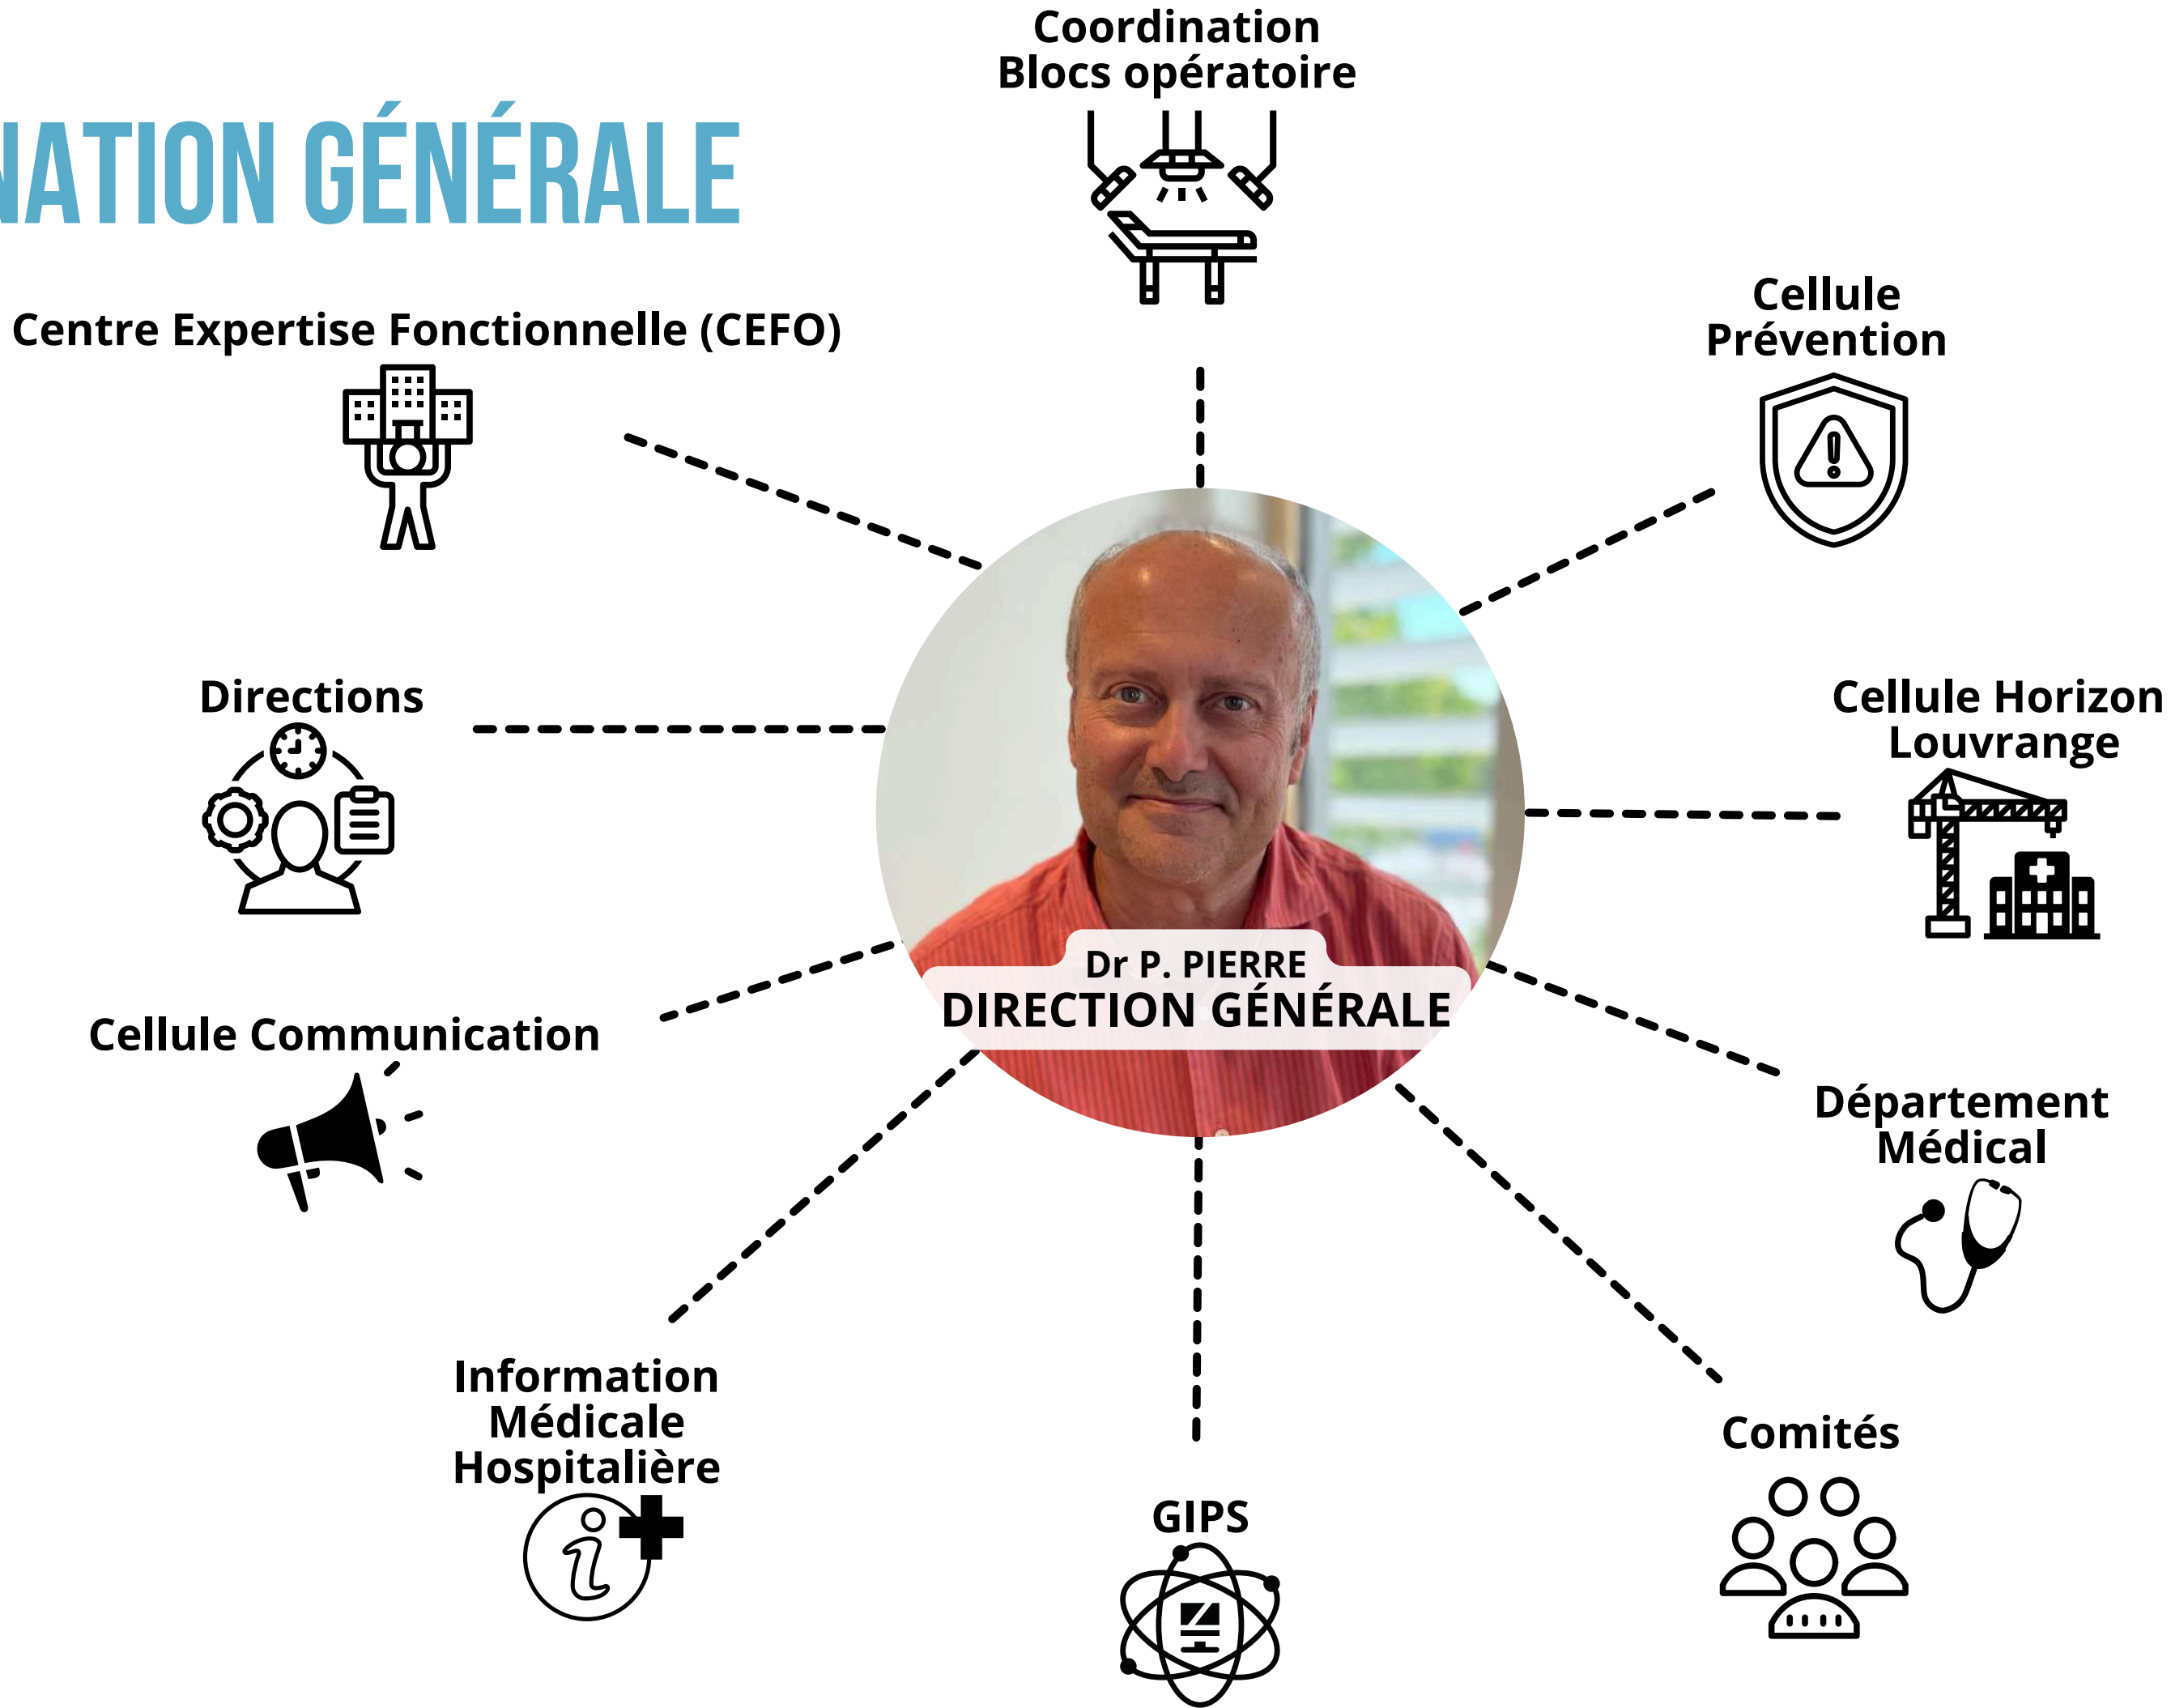 NATION GÉNÉRALE
Coordination
Blocs opératoire
Centre Expertise Fonctionnelle (CEFO)
Cellule
Prévention
Directions
Cellule Horizon
Louvrange
Dr P. PIERRE
DIRECTION GÉNÉRALE
Cellule Communication
Département
Médical
Information
Médicale
Hospitalière
Comités
GIPS